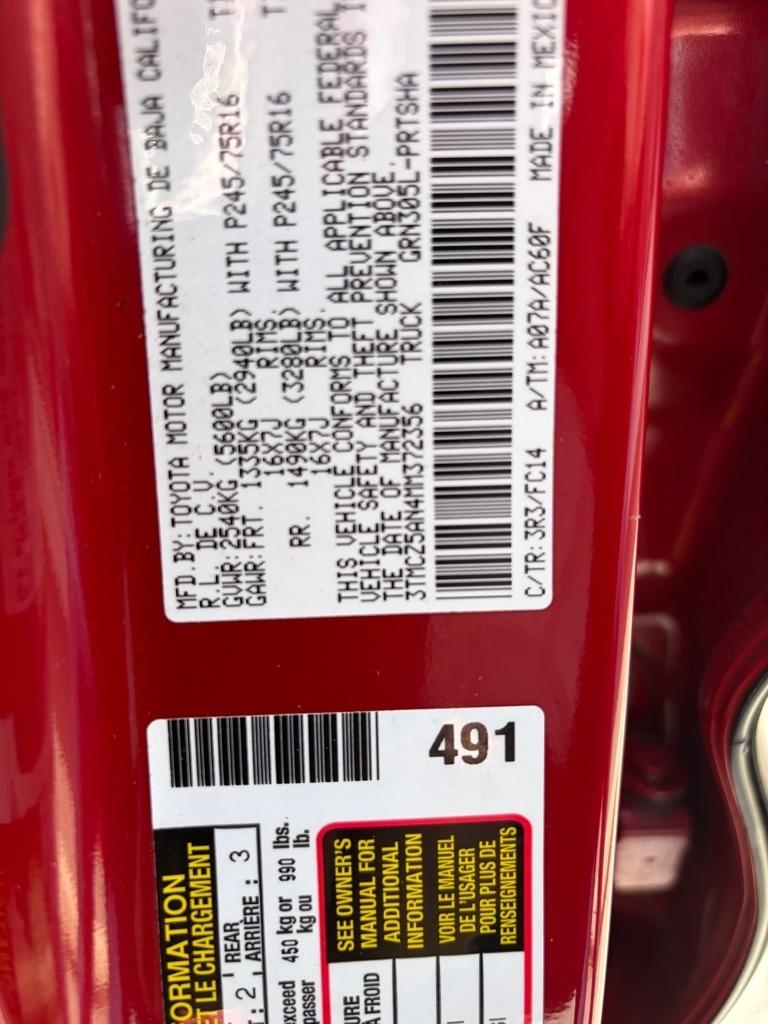 MFD.BY:TOYOTA MOTOR MANUFACTURING DE BAJA CALIFO
R.L. DE C.V.
GVWR:2540KG (5600LB)
GAWR:FRT. 1335KG (2940LB) WITH P245/75R16
16X7J RIMS,
RR. 1490KG (3280LB) WITH P245/75R16
16X7J RIMS,
THIS VEHICLE CONFORMS TO ALL APPLICABLE FEDERAL
VEHICLE SAFETY AND THEFT PREVENTION STANDARDS
THE DATE OF MANUFACTURE SHOWN ABOVE.
3TMCZ5AN4MM372356 TRUCK GRN305L-PRTSHA
C/TR:3R3/FC14 A/TM:A07A/AC60F MADE IN MEXIC
491
ORMATION
ET LE CHARGEMENT
: 2 REAR
ARRIÈRE : 3
exceed 450 kg or 990 lbs.
passer kg ou lb.
SEE OWNER'S
MANUAL FOR
ADDITIONAL
INFORMATION
VOIR LE MANUEL
DE L'USAGER
POUR PLUS DE
RENSEIGNEMENTS
URE
À FROID